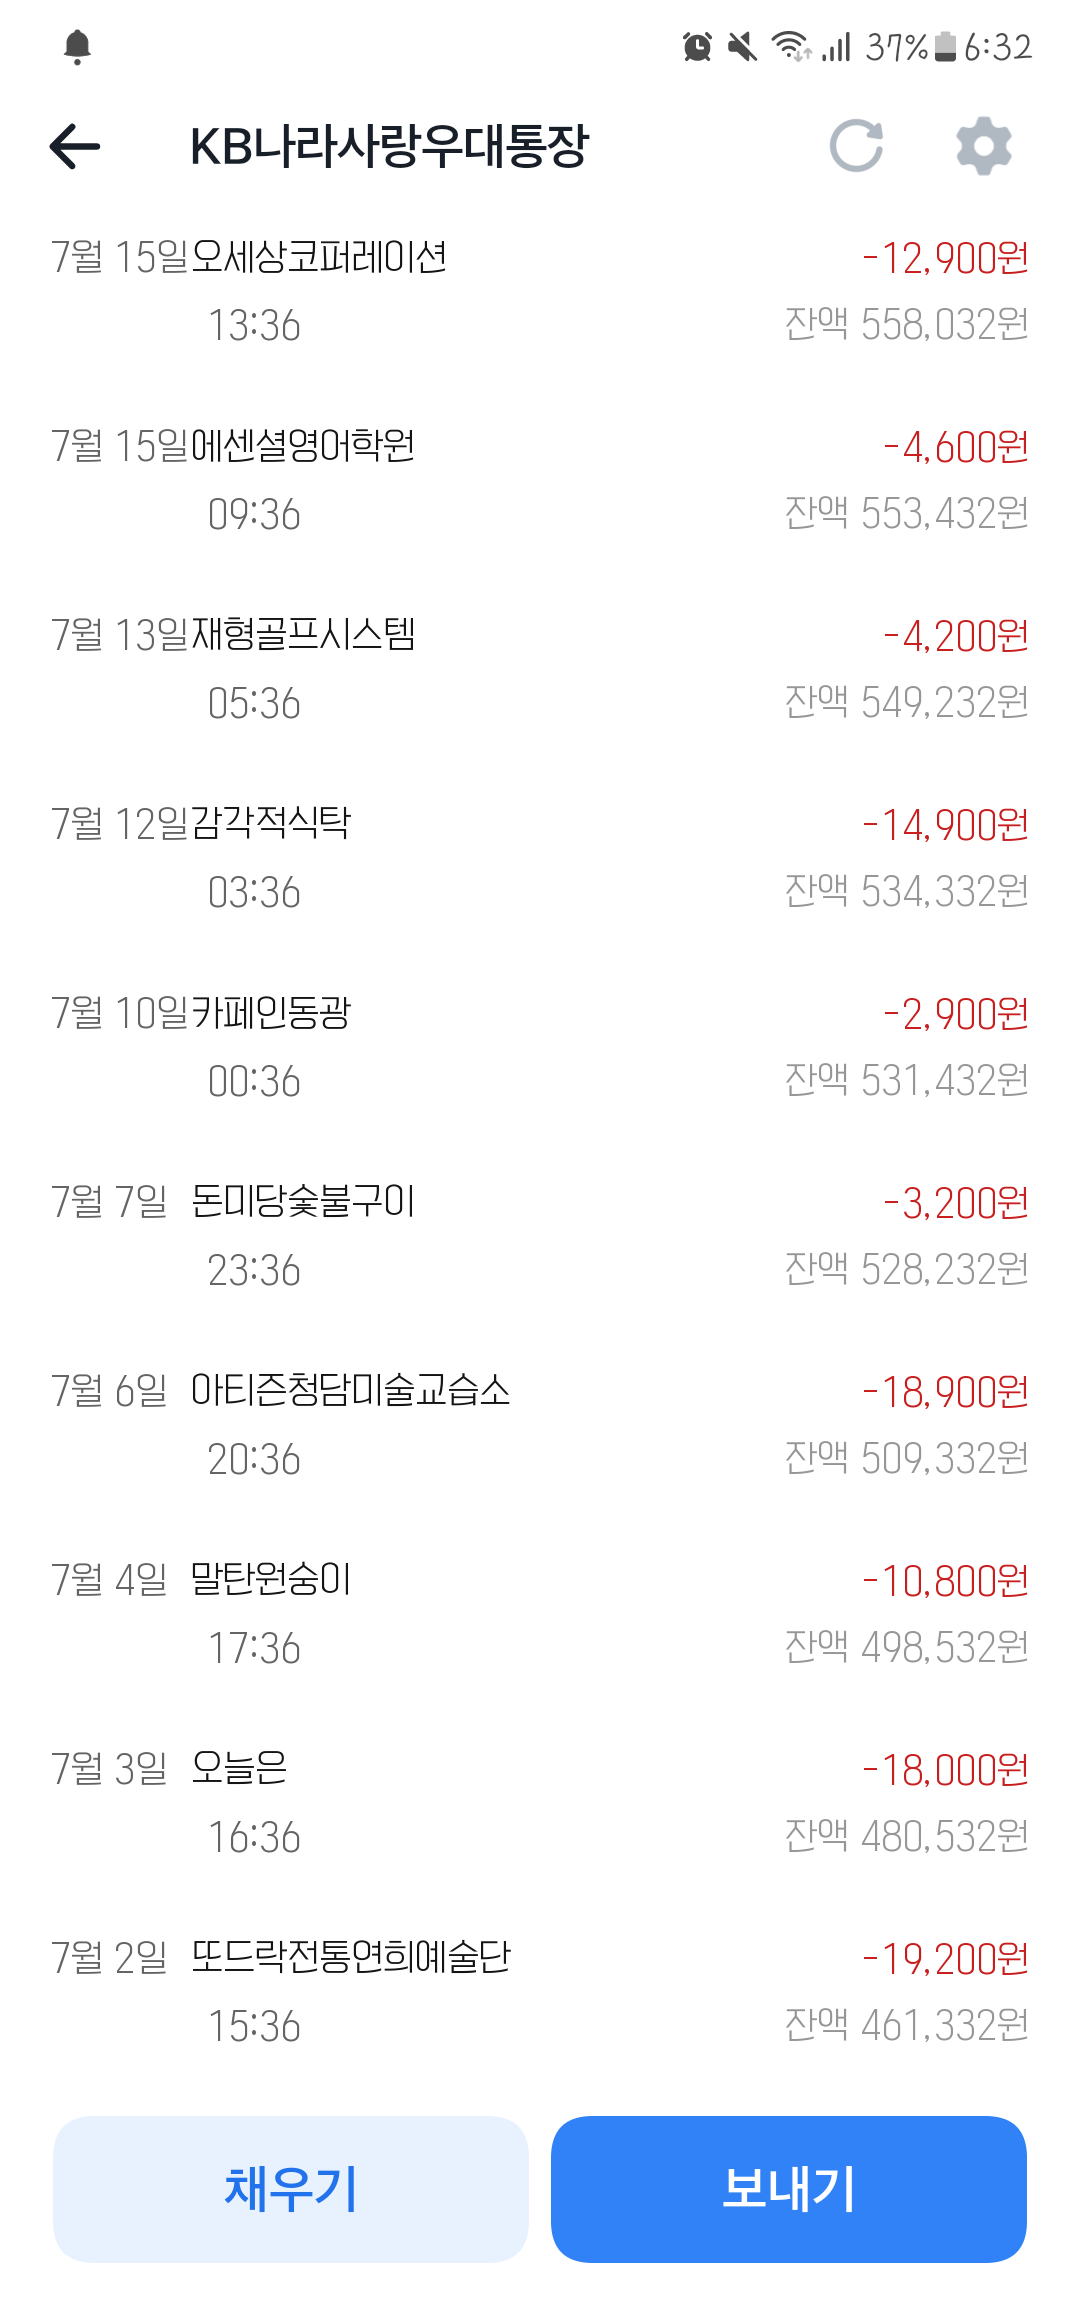 37% 6:32
KB나라사랑우대통장
7월 15일 오세상코퍼레이션 -12,900원
13:36 잔액 558,032원
7월 15일 에센셜영어학원 -4,600원
09:36 잔액 553,432원
7월 13일 재형골프시스템 -4,200원
05:36 잔액 549,232원
7월 12일 감각적식탁 -14,900원
03:36 잔액 534,332원
7월 10일 카페인동광 -2,900원
00:36 잔액 531,432원
7월 7일 돈미당숯불구이 -3,200원
23:36 잔액 528,232원
7월 6일 아티즌청담미술교습소 -18,900원
20:36 잔액 509,332원
7월 4일 말탄원숭이 -10,800원
17:36 잔액 498,532원
7월 3일 오늘은 -18,000원
16:36 잔액 480,532원
7월 2일 또드락전통연희예술단 -19,200원
15:36 잔액 461,332원
채우기 보내기